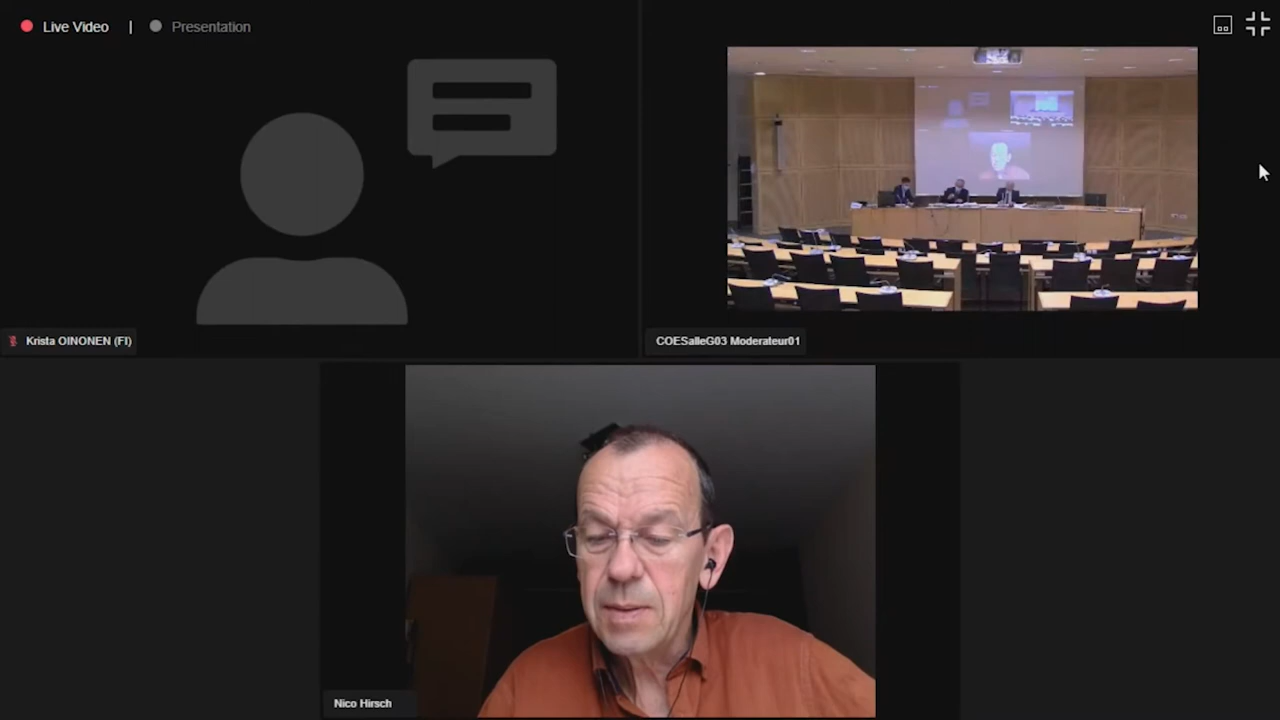 Live Video | Presentation
Krista OINONEN (FI)
COESalleG03 Moderateur01
Nico Hirsch